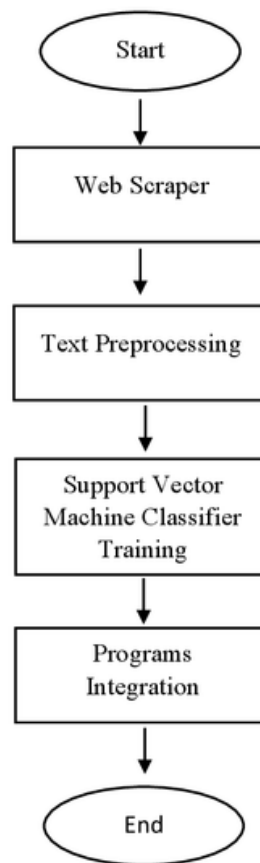 Start
Web Scraper
Text Preprocessing
Support Vector
Machine Classifier
Training
Programs
Integration
End